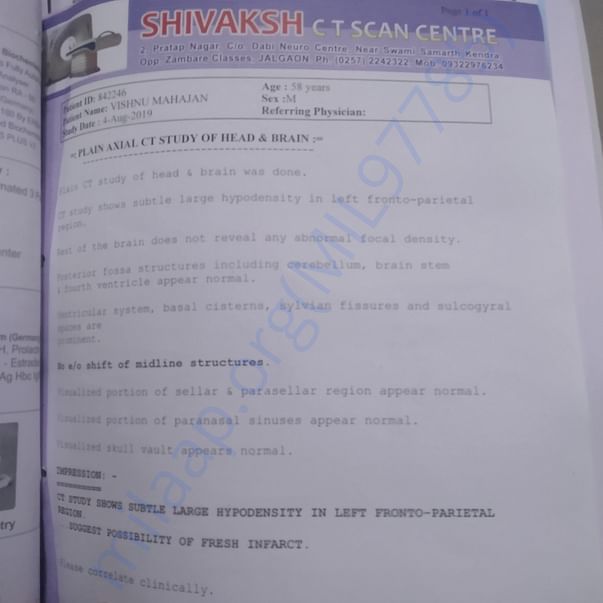 Page 1 of 1
SHIVAKSH CT SCAN CENTRE
2, Pratap Nagar, C/o. Dabi Neuro Centre, Near Swami Samarth Kendra,
Opp. Zambare Classes, JALGAON. Ph. (0257) 2242322, Mob. 09322976234
Patient ID: 842246
Age : 58 years
Patient Name: VISHNU MAHAJAN
Sex :M
Study Date : 4-Aug-2019
Referring Physician:
=: PLAIN AXIAL CT STUDY OF HEAD & BRAIN :=
Plain CT study of head & brain was done.
CT study shows subtle large hypodensity in left fronto-parietal
region.
Rest of the brain does not reveal any abnormal focal density.
Posterior fossa structures including cerebellum, brain stem
& fourth ventricle appear normal.
Ventricular system, basal cisterns, sylvian fissures and sulcogyral
spaces are
prominent.
No e/o shift of midline structures.
Visualized portion of sellar & parasellar region appear normal.
Visualized portion of paranasal sinuses appear normal.
Visualized skull vault appears normal.
IMPRESSION: -
CT STUDY SHOWS SUBTLE LARGE HYPODENSITY IN LEFT FRONTO-PARIETAL
REGION.
...SUGGEST POSSIBILITY OF FRESH INFARCT.
Please correlate clinically.